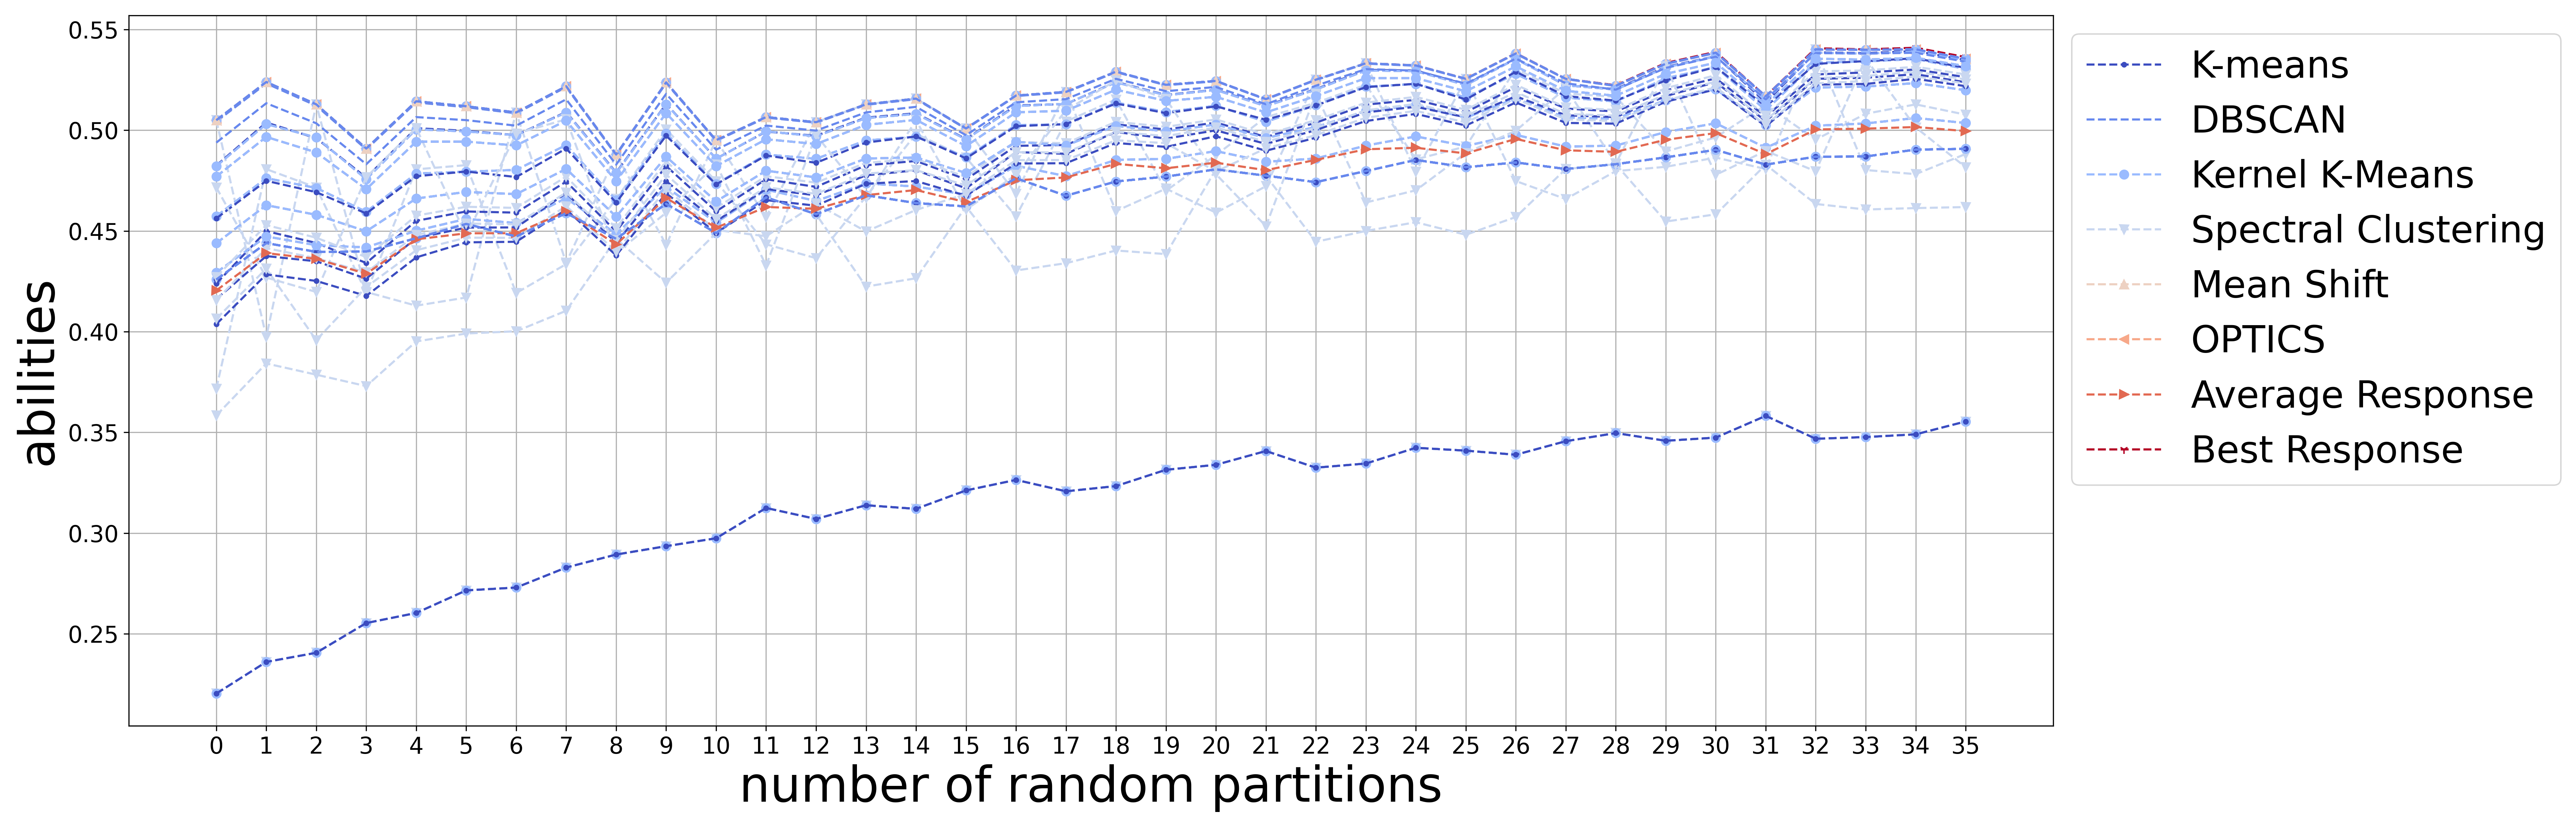 0.55
0.50
0.45
0.40
0.35
0.30
0.25
abilities
0 1 2 3 4 5 6 7 8 9 10 11 12 13 14 15 16 17 18 19 20 21 22 23 24 25 26 27 28 29 30 31 32 33 34 35
number of random partitions
K-means
DBSCAN
Kernel K-Means
Spectral Clustering
Mean Shift
OPTICS
Average Response
Best Response